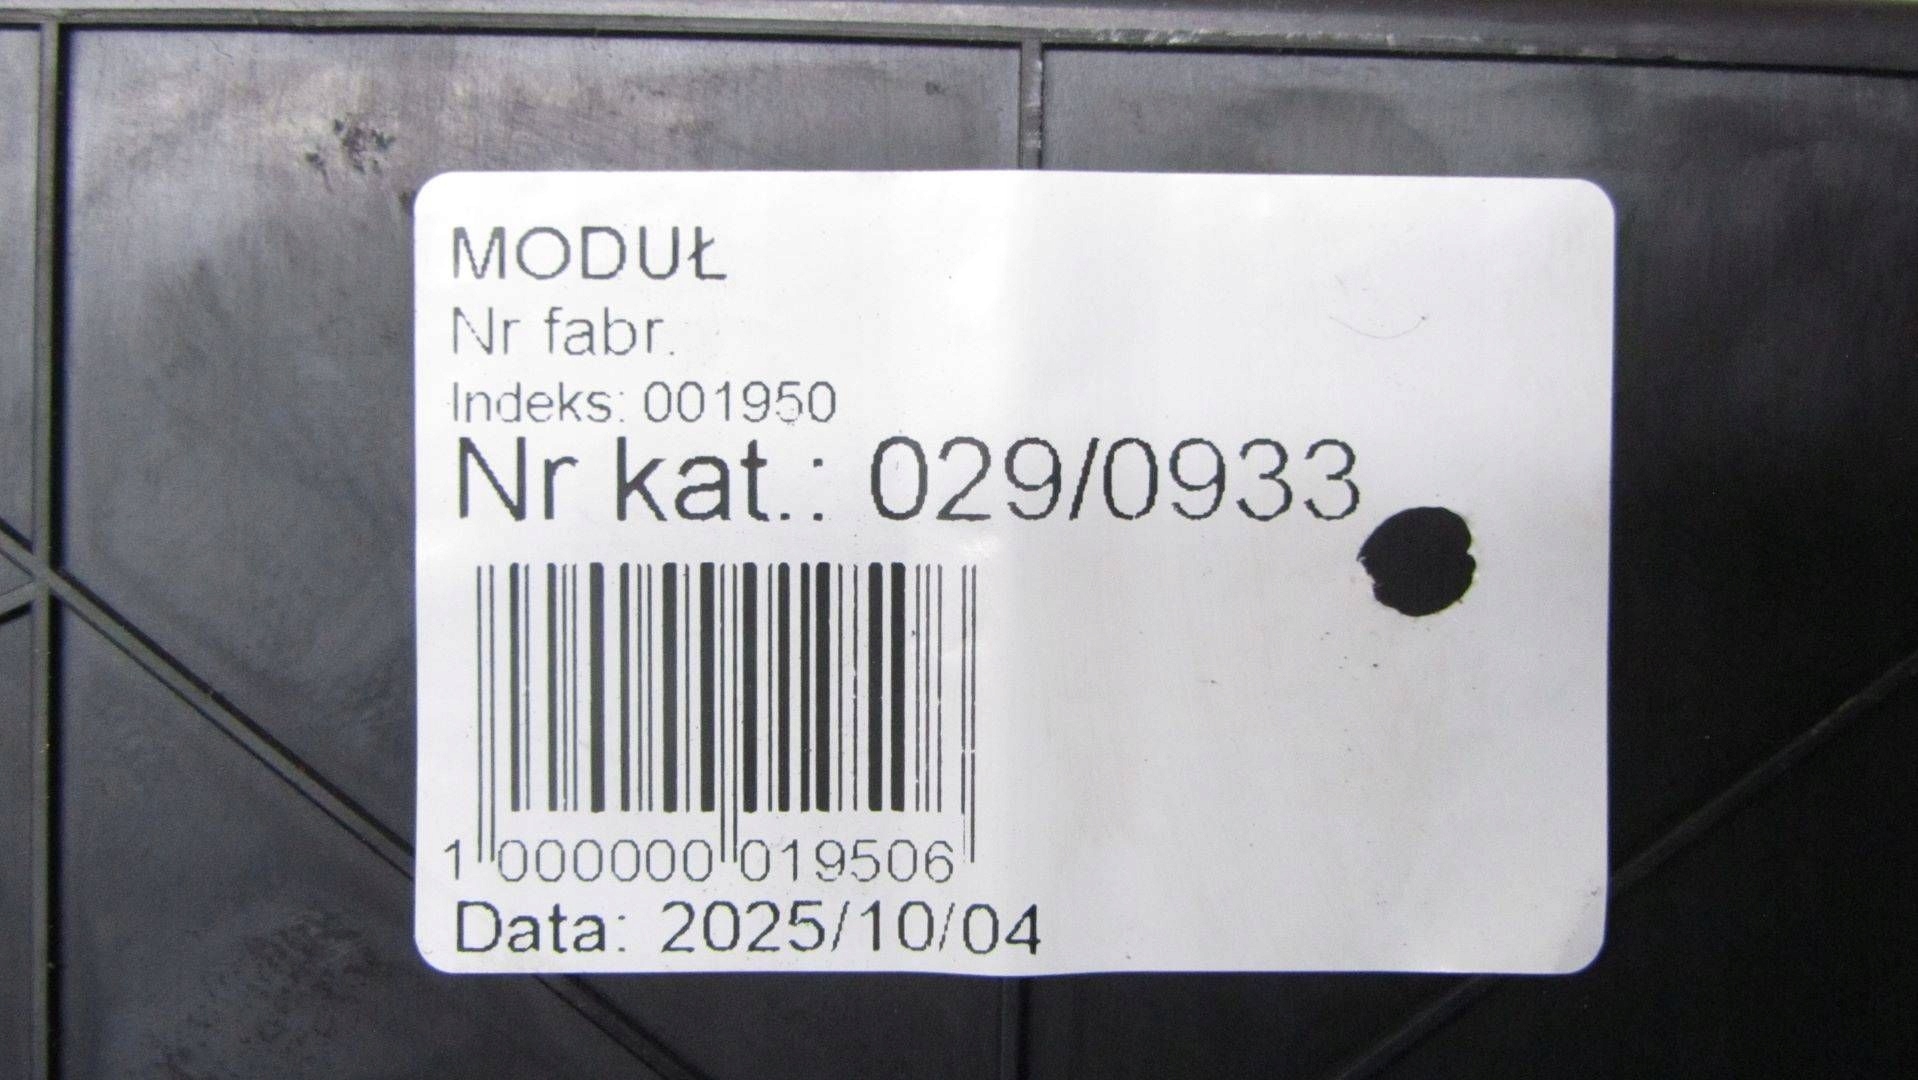 MODUŁ
Nr fabr.
Indeks: 001950
Nr kat.: 029/0933
1 000000 019506
Data: 2025/10/04